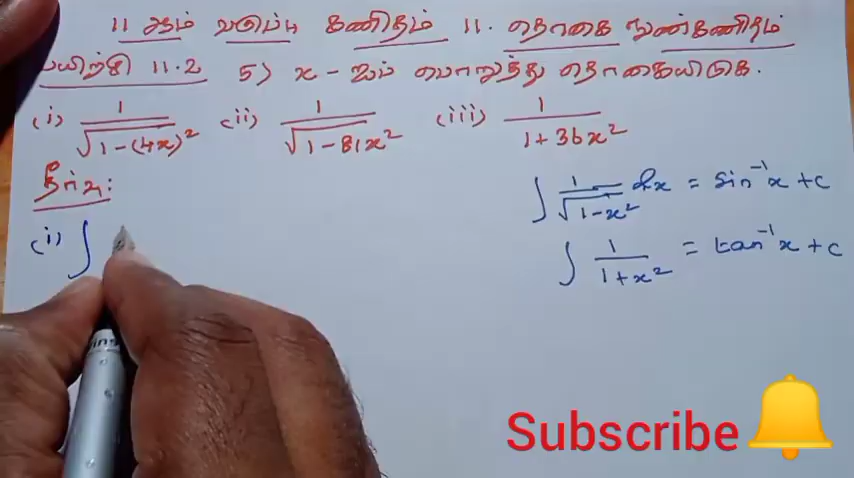 11 ஆம் வகுப்பு கணிதம் 11. தொகை நுண்கணிதம்
பயிற்சி 11.2 5) x-ஐப் பொறுத்து தொகையிடுக.
(i) 1/√(1-(4x)²) (ii) 1/√(1-81x²) (iii) 1/(1+36x²)
தீர்வு:
∫ 1/√(1-x²) dx = sin⁻¹x + c
(i) ∫
∫ 1/(1+x²) = tan⁻¹x + c
Subscribe